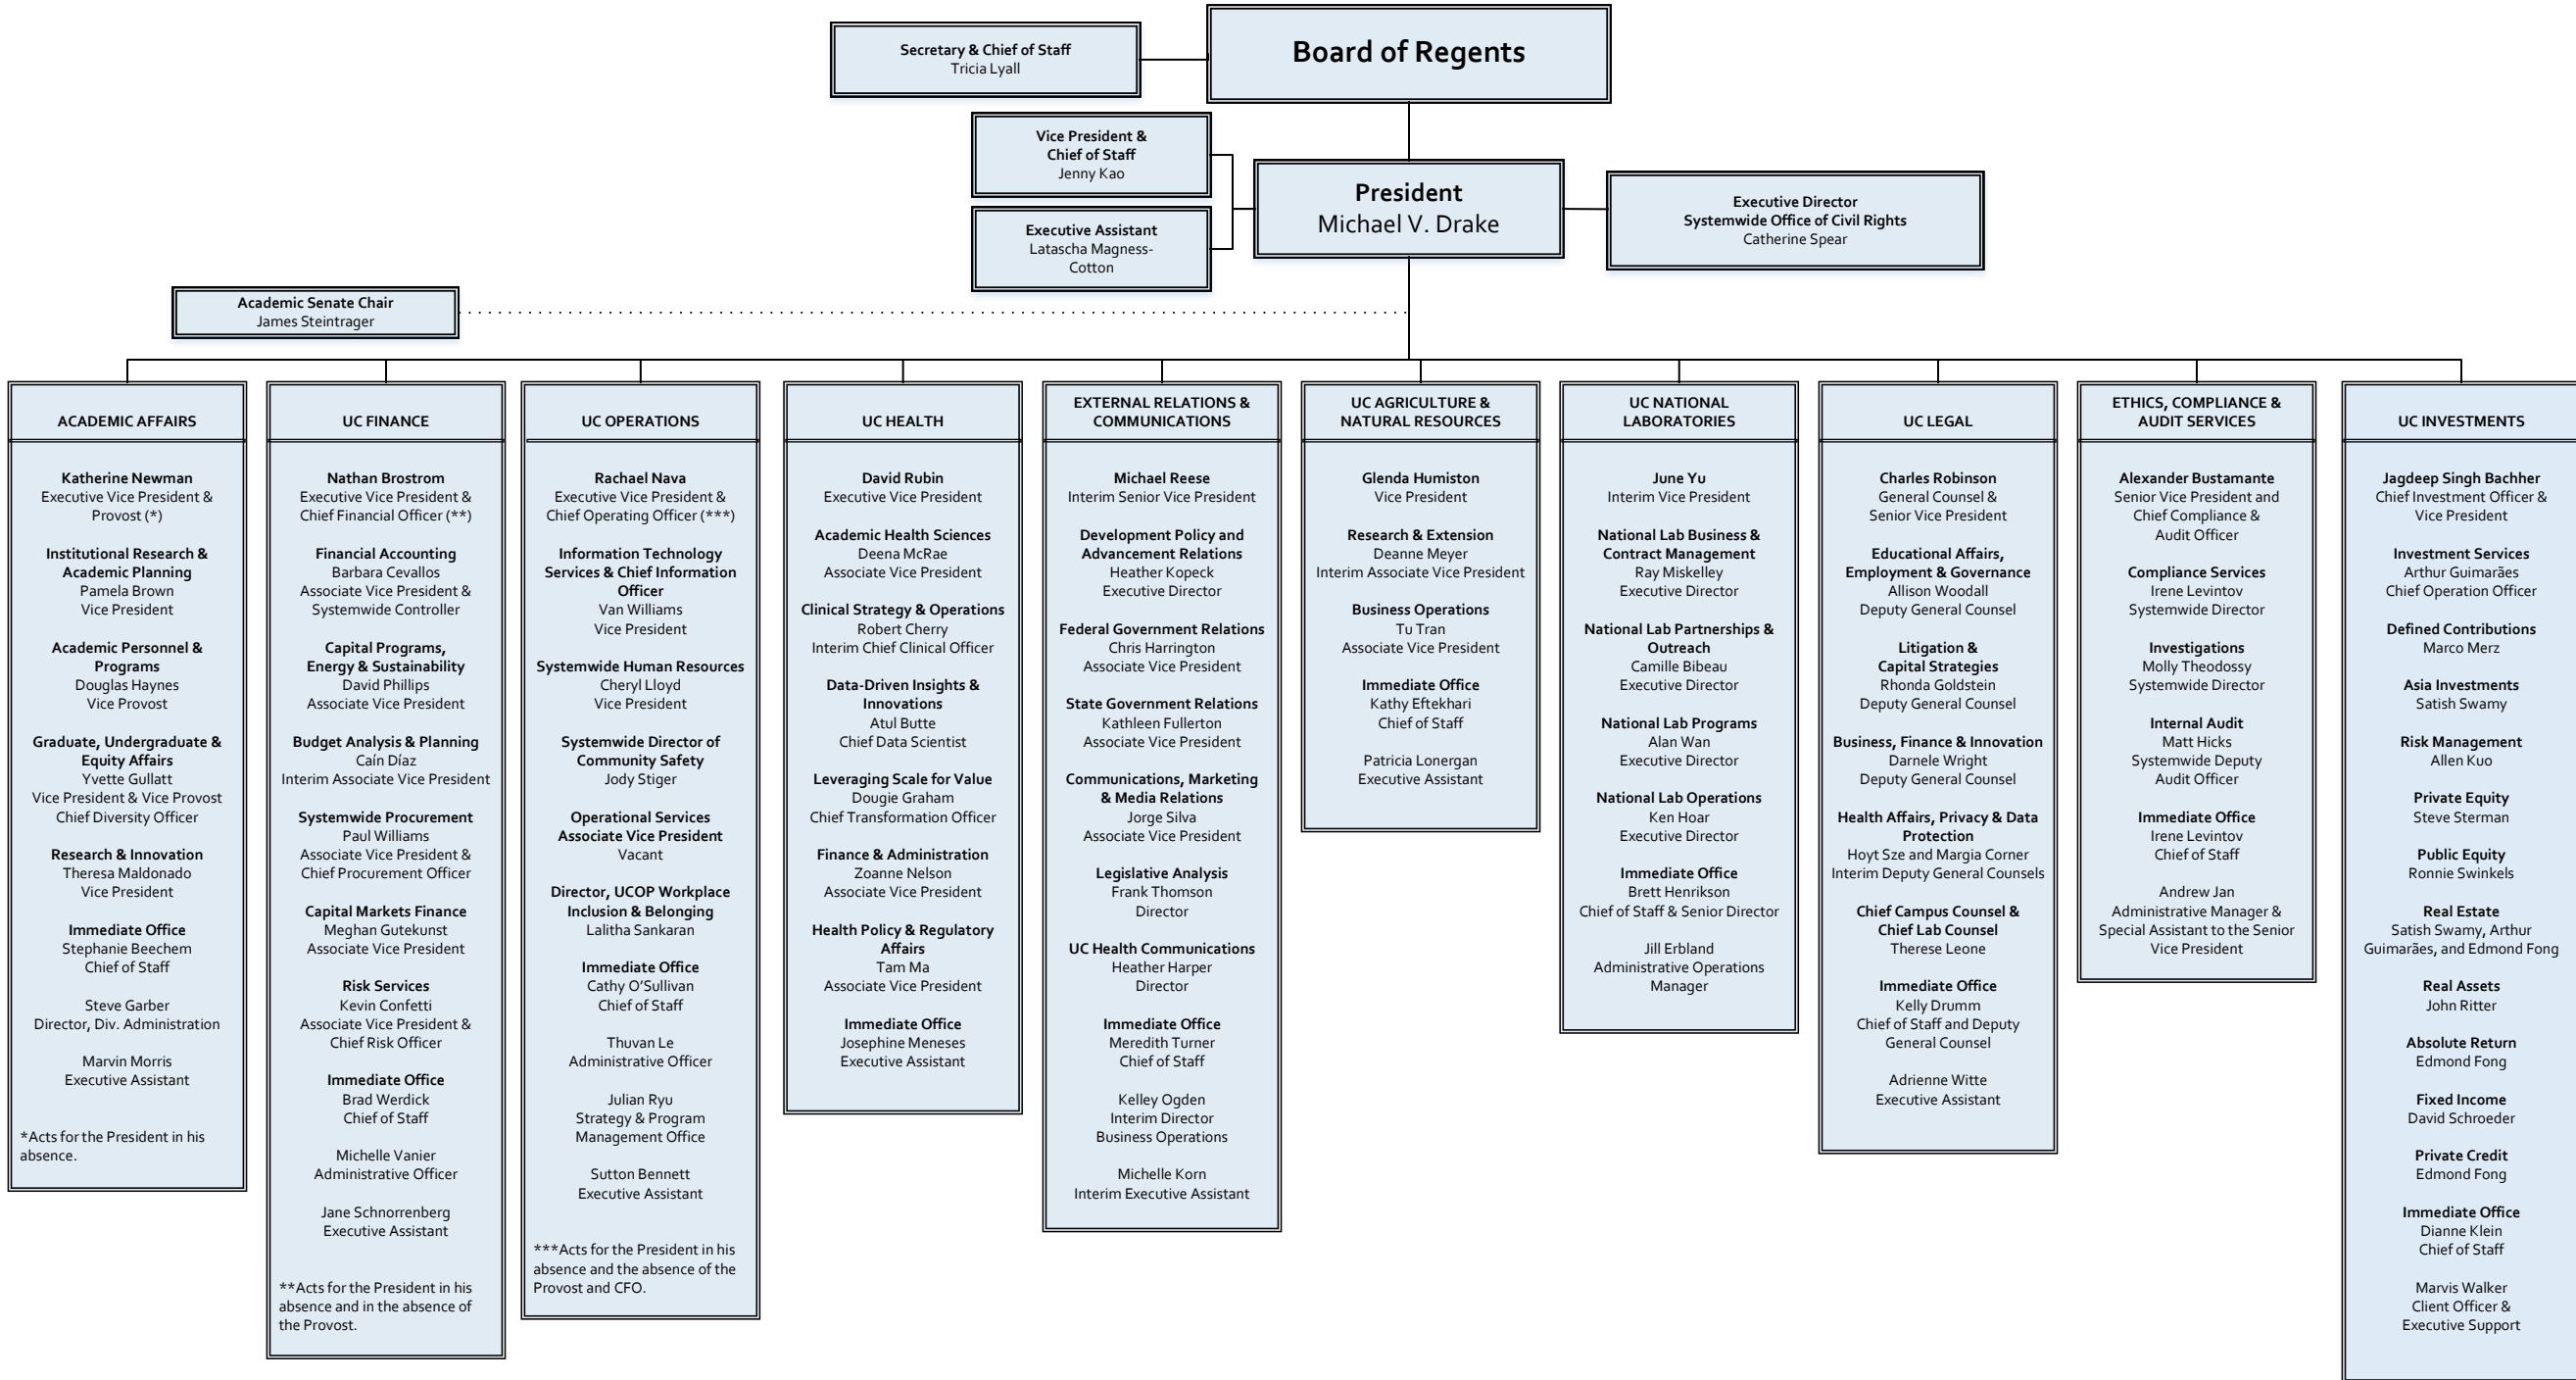 Board of Regents
Secretary & Chief of Staff
Tricia Lyall
Vice President &
Chief of Staff
Jenny Kao
President
Michael V. Drake
Executive Director
Systemwide Office of Civil Rights
Catherine Spear
Executive Assistant
Latascha Magness-
Cotton
Academic Senate Chair
James Steintrager
ACADEMIC AFFAIRS
Katherine Newman
Executive Vice President &
Provost (*)
Institutional Research &
Academic Planning
Pamela Brown
Vice President
Academic Personnel &
Programs
Douglas Haynes
Vice Provost
Graduate, Undergraduate &
Equity Affairs
Yvette Gullatt
Vice President & Vice Provost
Chief Diversity Officer
Research & Innovation
Theresa Maldonado
Vice President
Immediate Office
Stephanie Beechem
Chief of Staff
Steve Garber
Director, Div. Administration
Marvin Morris
Executive Assistant
*Acts for the President in his
absence.
UC FINANCE
Nathan Brostrom
Executive Vice President &
Chief Financial Officer (**)
Financial Accounting
Barbara Cevallos
Associate Vice President &
Systemwide Controller
Capital Programs,
Energy & Sustainability
David Phillips
Associate Vice President
Budget Analysis & Planning
Caín Díaz
Interim Associate Vice President
Systemwide Procurement
Paul Williams
Associate Vice President &
Chief Procurement Officer
Capital Markets Finance
Meghan Gutekunst
Associate Vice President
Risk Services
Kevin Confetti
Associate Vice President &
Chief Risk Officer
Immediate Office
Brad Werdick
Chief of Staff
Michelle Vanier
Administrative Officer
Jane Schnorrenberg
Executive Assistant
**Acts for the President in his
absence and in the absence of
the Provost.
UC OPERATIONS
Rachael Nava
Executive Vice President &
Chief Operating Officer (***)
Information Technology
Services & Chief Information
Officer
Van Williams
Vice President
Systemwide Human Resources
Cheryl Lloyd
Vice President
Systemwide Director of
Community Safety
Jody Stiger
Operational Services
Associate Vice President
Vacant
Director, UCOP Workplace
Inclusion & Belonging
Lalitha Sankaran
Immediate Office
Cathy O’Sullivan
Chief of Staff
Thuvan Le
Administrative Officer
Julian Ryu
Strategy & Program
Management Office
Sutton Bennett
Executive Assistant
***Acts for the President in his
absence and the absence of the
Provost and CFO.
UC HEALTH
David Rubin
Executive Vice President
Academic Health Sciences
Deena McRae
Associate Vice President
Clinical Strategy & Operations
Robert Cherry
Interim Chief Clinical Officer
Data-Driven Insights &
Innovations
Atul Butte
Chief Data Scientist
Leveraging Scale for Value
Dougie Graham
Chief Transformation Officer
Finance & Administration
Zoanne Nelson
Associate Vice President
Health Policy & Regulatory
Affairs
Tam Ma
Associate Vice President
Immediate Office
Josephine Meneses
Executive Assistant
EXTERNAL RELATIONS &
COMMUNICATIONS
Michael Reese
Interim Senior Vice President
Development Policy and
Advancement Relations
Heather Kopeck
Executive Director
Federal Government Relations
Chris Harrington
Associate Vice President
State Government Relations
Kathleen Fullerton
Associate Vice President
Communications, Marketing
& Media Relations
Jorge Silva
Associate Vice President
Legislative Analysis
Frank Thomson
Director
UC Health Communications
Heather Harper
Director
Immediate Office
Meredith Turner
Chief of Staff
Kelley Ogden
Interim Director
Business Operations
Michelle Korn
Interim Executive Assistant
UC AGRICULTURE &
NATURAL RESOURCES
Glenda Humiston
Vice President
Research & Extension
Deanne Meyer
Interim Associate Vice President
Business Operations
Tu Tran
Associate Vice President
Immediate Office
Kathy Eftekhari
Chief of Staff
Patricia Lonergan
Executive Assistant
UC NATIONAL
LABORATORIES
June Yu
Interim Vice President
National Lab Business &
Contract Management
Ray Miskelley
Executive Director
National Lab Partnerships &
Outreach
Camille Bibeau
Executive Director
National Lab Programs
Alan Wan
Executive Director
National Lab Operations
Ken Hoar
Executive Director
Immediate Office
Brett Henrikson
Chief of Staff & Senior Director
Jill Erbland
Administrative Operations
Manager
UC LEGAL
Charles Robinson
General Counsel &
Senior Vice President
Educational Affairs,
Employment & Governance
Allison Woodall
Deputy General Counsel
Litigation &
Capital Strategies
Rhonda Goldstein
Deputy General Counsel
Business, Finance & Innovation
Darnele Wright
Deputy General Counsel
Health Affairs, Privacy & Data
Protection
Hoyt Sze and Margia Corner
Interim Deputy General Counsels
Chief Campus Counsel &
Chief Lab Counsel
Therese Leone
Immediate Office
Kelly Drumm
Chief of Staff and Deputy
General Counsel
Adrienne Witte
Executive Assistant
ETHICS, COMPLIANCE &
AUDIT SERVICES
Alexander Bustamante
Senior Vice President and
Chief Compliance &
Audit Officer
Compliance Services
Irene Levintov
Systemwide Director
Investigations
Molly Theodossy
Systemwide Director
Internal Audit
Matt Hicks
Systemwide Deputy
Audit Officer
Immediate Office
Irene Levintov
Chief of Staff
Andrew Jan
Administrative Manager &
Special Assistant to the Senior
Vice President
UC INVESTMENTS
Jagdeep Singh Bachher
Chief Investment Officer &
Vice President
Investment Services
Arthur Guimarães
Chief Operation Officer
Defined Contributions
Marco Merz
Asia Investments
Satish Swamy
Risk Management
Allen Kuo
Private Equity
Steve Sterman
Public Equity
Ronnie Swinkels
Real Estate
Satish Swamy, Arthur
Guimarães, and Edmond Fong
Real Assets
John Ritter
Absolute Return
Edmond Fong
Fixed Income
David Schroeder
Private Credit
Edmond Fong
Immediate Office
Dianne Klein
Chief of Staff
Marvis Walker
Client Officer &
Executive Support